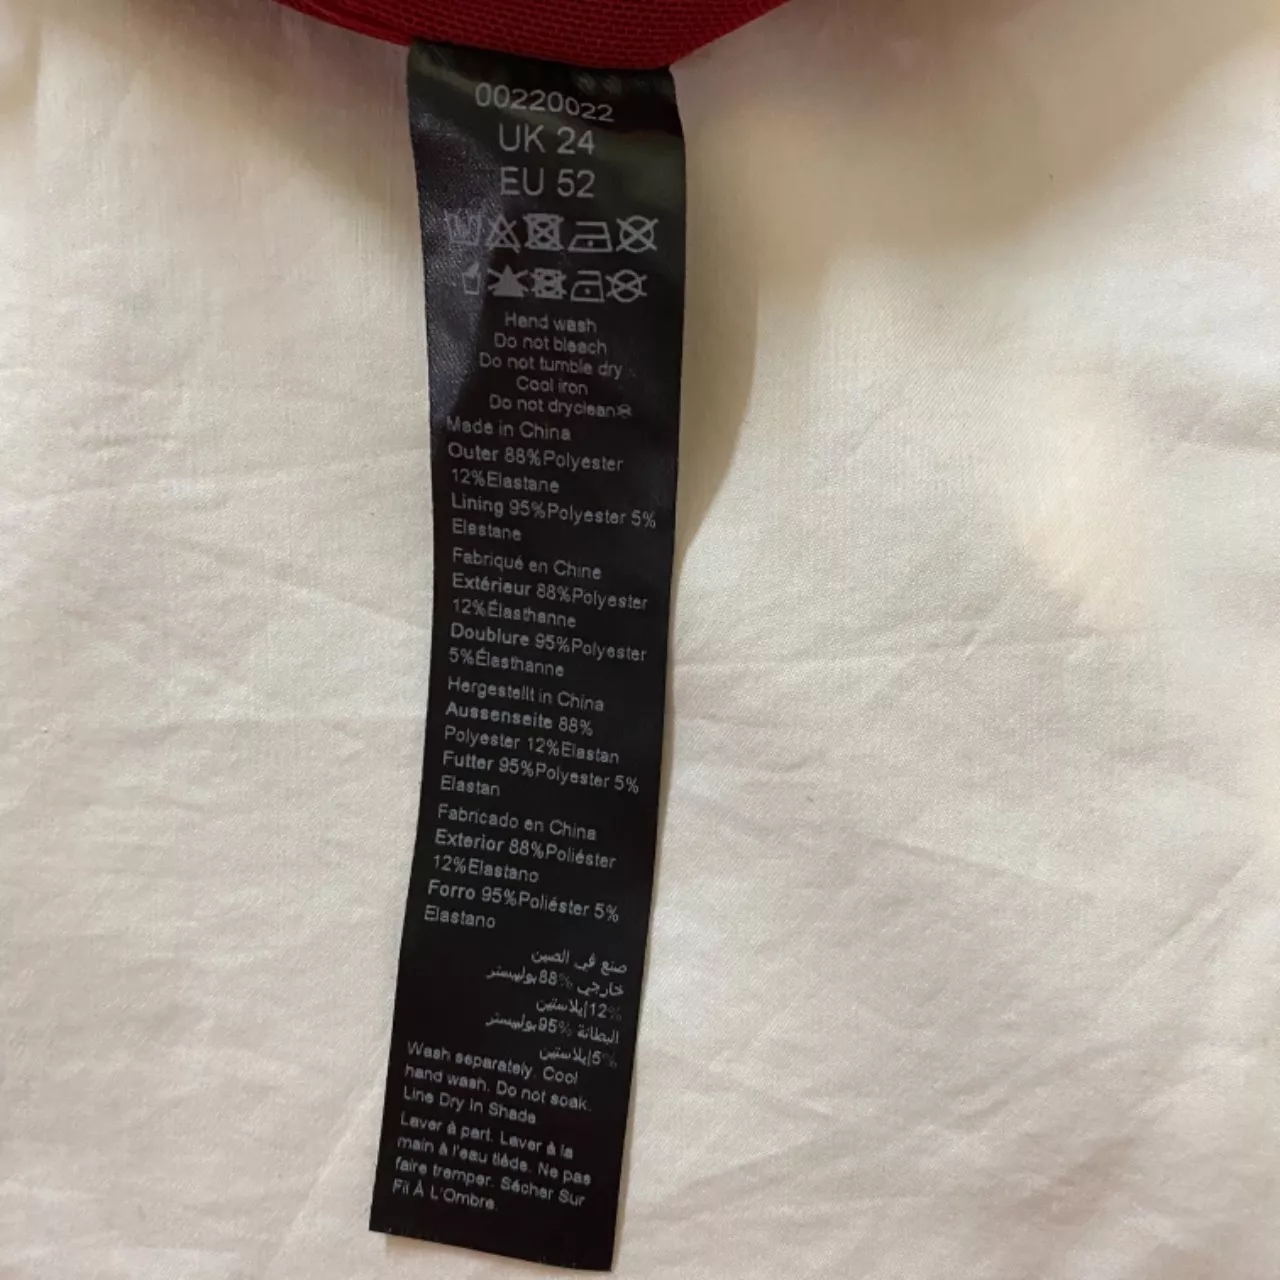 00220022
UK 24
EU 52
Hand wash
Do not bleach
Do not tumble dry
Cool iron
Do not dryclean
Made in China
Outer 88%Polyester
12%Elastane
Lining 95%Polyester 5%
Elastane
Fabriqué en Chine
Extérieur 88%Polyester
12%Élasthanne
Doublure 95%Polyester
5%Élasthanne
Hergestellt in China
Aussenseite 88%
Polyester 12%Elastan
Futter 95%Polyester 5%
Elastan
Fabricado en China
Exterior 88%Poliéster
12%Elastano
Forro 95%Poliéster 5%
Elastano
صنع في الصين
خارجي 88%بوليستر
12%إيلاستين
البطانة 95%بوليستر
5%إيلاستين
Wash separately. Cool
hand wash. Do not soak.
Line Dry In Shade
Laver à part. Laver à la
main à l'eau tiède. Ne pas
faire tremper. Sécher Sur
Fil À L'Ombre.